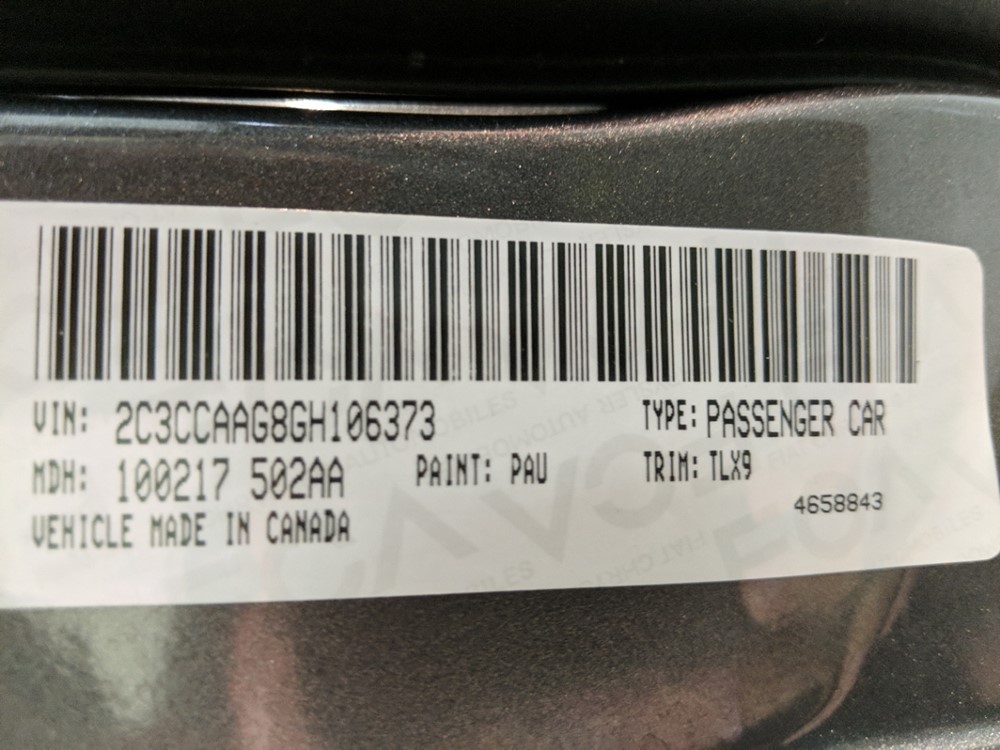 VIN: 2C3CCAAG8GH106373 TYPE: PASSENGER CAR
MDH: 100217 502AA PAINT: PAU TRIM: TLX9
4658843
VEHICLE MADE IN CANADA